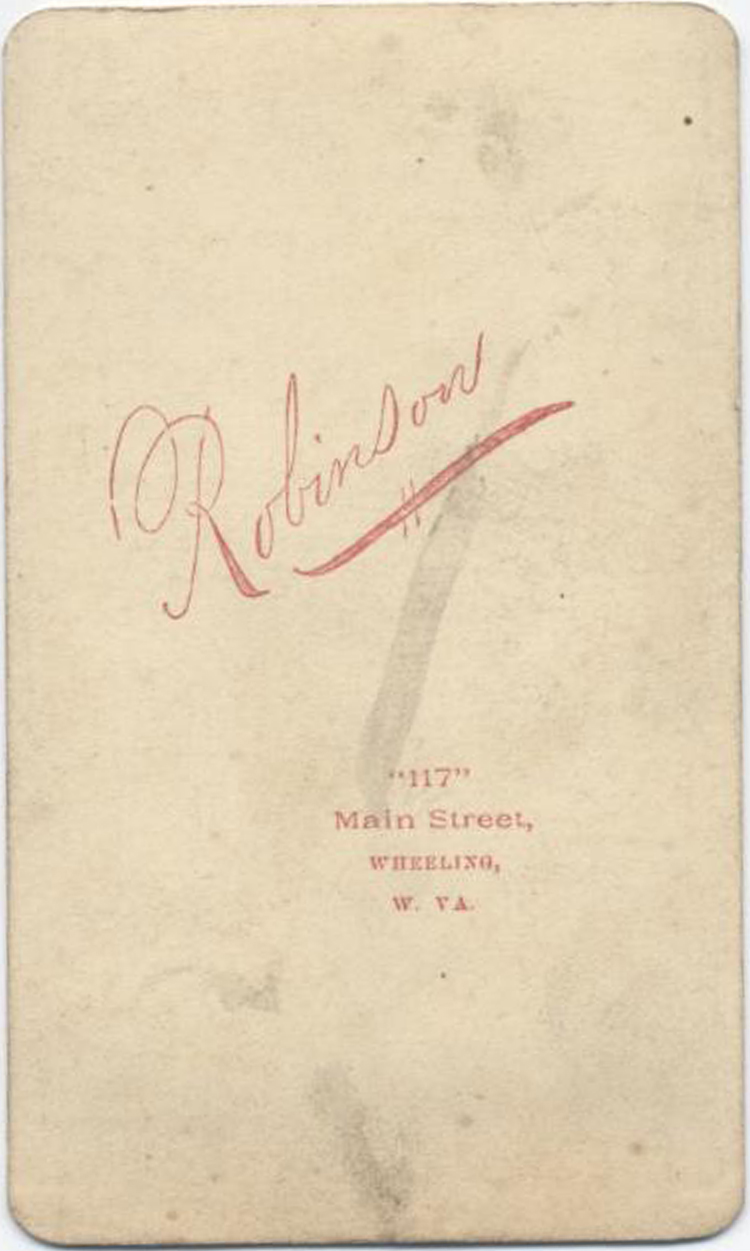 Robinson
“117”
Main Street,
WHEELING,
W. VA.